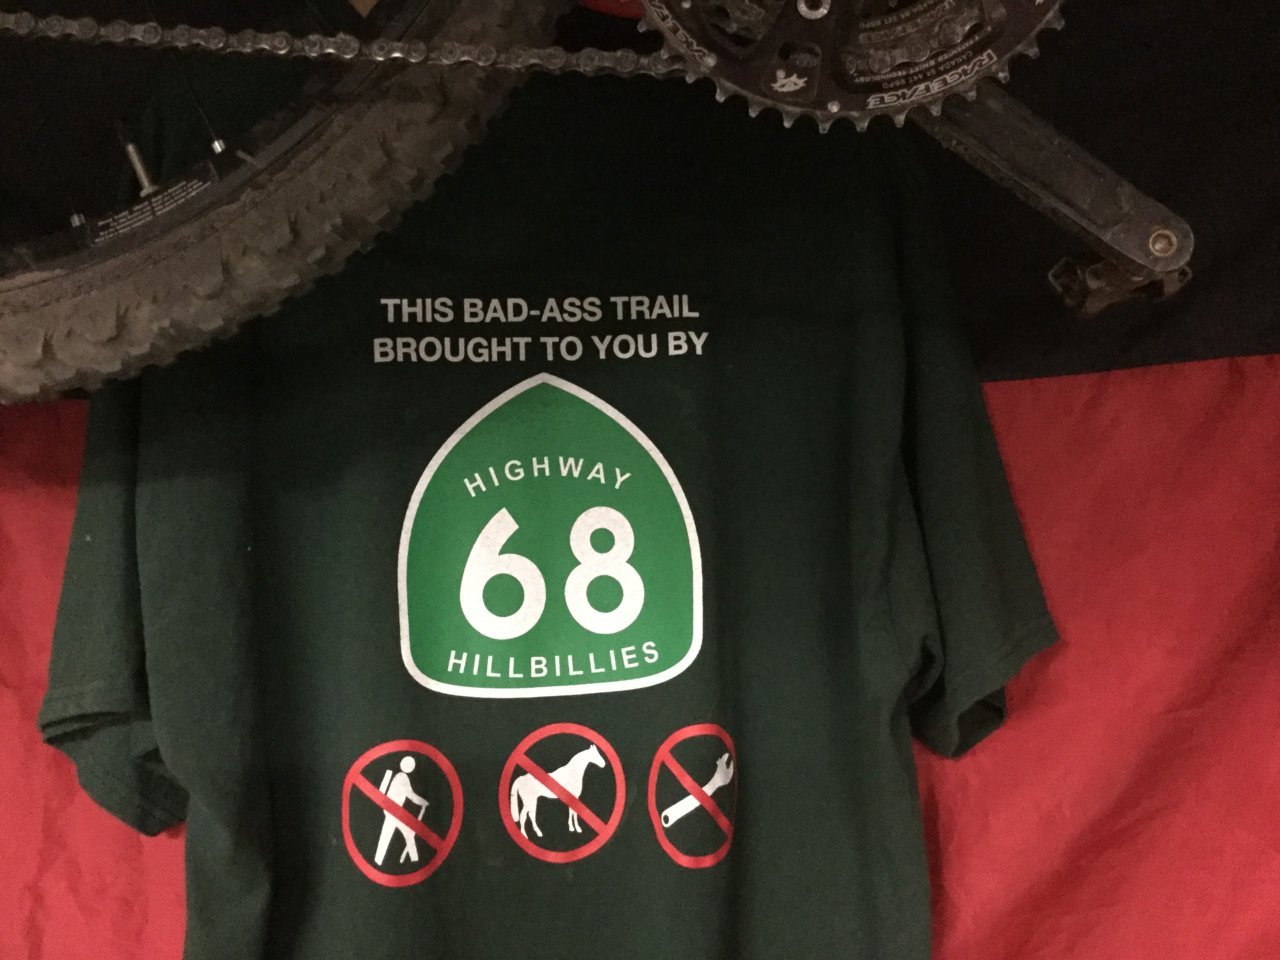 RACEFACE
THIS BAD-ASS TRAIL
BROUGHT TO YOU BY
HIGHWAY
68
HILLBILLIES